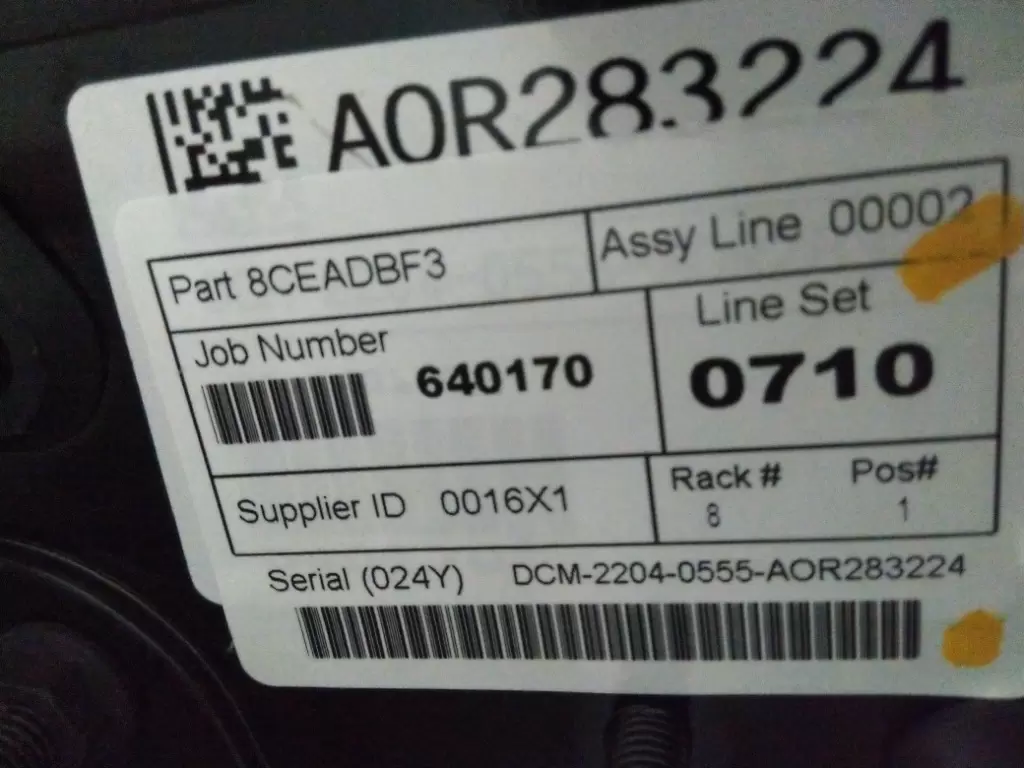 AOR283224
Part 8CEADBF3
Assy Line 00002
Job Number
640170
Line Set
0710
Supplier ID 0016X1
Rack # Pos#
8 1
Serial (024Y) DCM-2204-0555-AOR283224